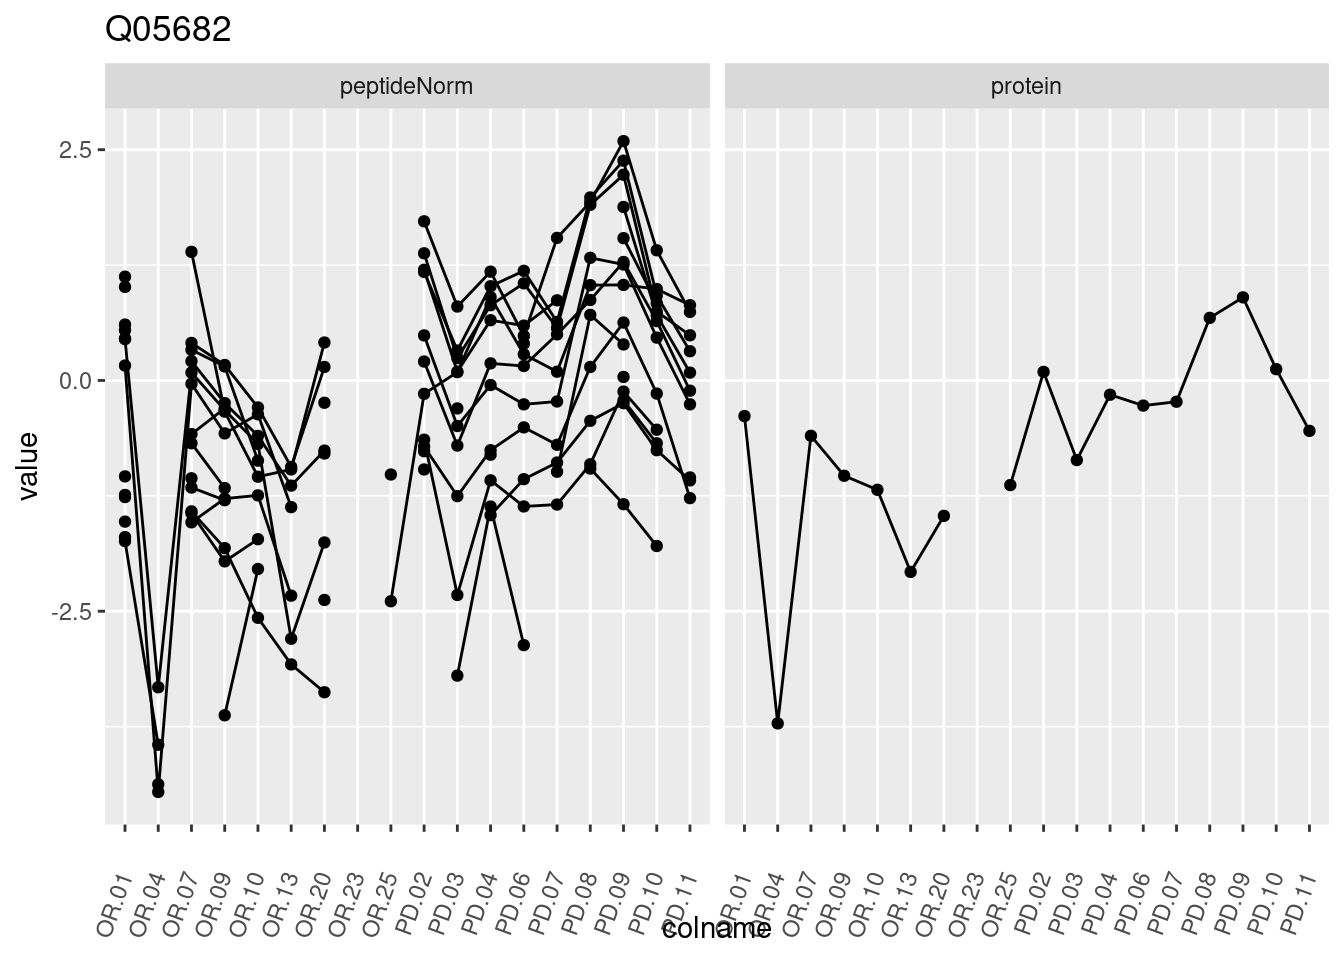 Q05682
peptideNorm protein
value
2.5
0.0
-2.5
OR.01 OR.04 OR.07 OR.09 OR.10 OR.13 OR.20 OR.23 OR.25 PD.02 PD.03 PD.04 PD.06 PD.07 PD.08 PD.09 PD.10 PD.11 OR.01 OR.04 OR.07 OR.09 OR.10 OR.13 OR.20 OR.23 OR.25 PD.02 PD.03 PD.04 PD.06 PD.07 PD.08 PD.09 PD.10 PD.11
colname